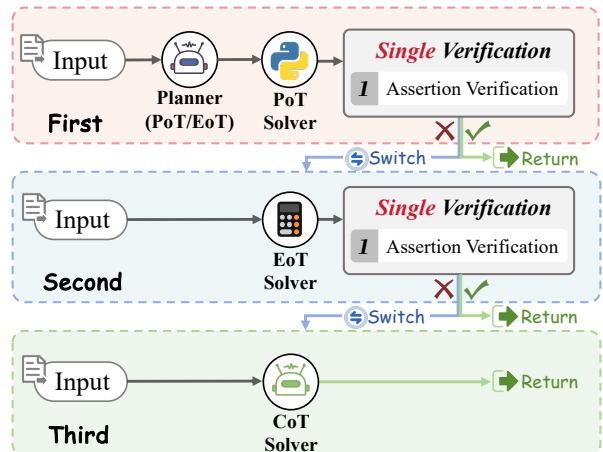 Input
Planner
(PoT/EoT)
PoT
Solver
Single Verification
1 Assertion Verification
First
Switch
Return
Input
EoT
Solver
Single Verification
1 Assertion Verification
Second
Switch
Return
Input
CoT
Solver
Return
Third